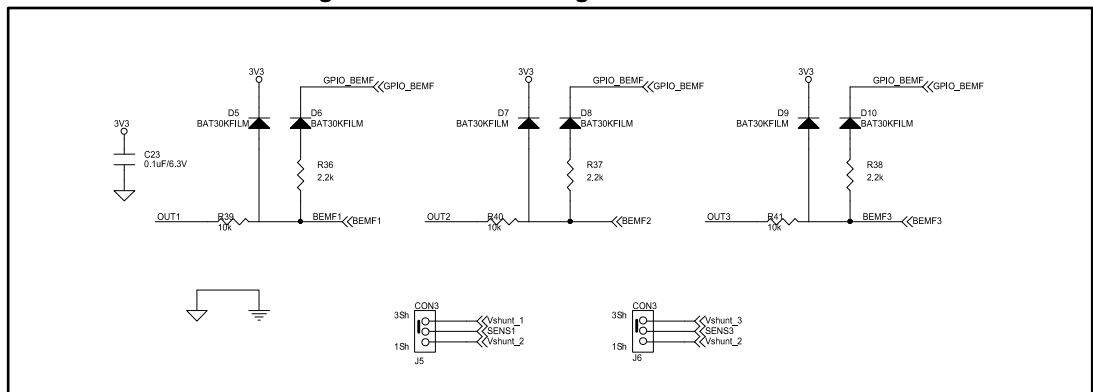 3V3
GPIO_BEMF
GPIO_BEMF
D5
BAT30KFILM
D6
BAT30KFILM
3V3
C23
0.1uF/6.3V
R36
2.2k
OUT1
R39
10k
BEMF1
BEMF1
3V3
GPIO_BEMF
GPIO_BEMF
D7
BAT30KFILM
D8
BAT30KFILM
R37
2.2k
OUT2
R40
10k
BEMF2
3V3
GPIO_BEMF
GPIO_BEMF
D9
BAT30KFILM
D10
BAT30KFILM
R38
2.2k
OUT3
R41
10k
BEMF3
BEMF3
CON3
3Sh
Vshunt_1
SENS1
1Sh
Vshunt_2
J5
CON3
3Sh
Vshunt_3
SENS3
1Sh
Vshunt_2
J6